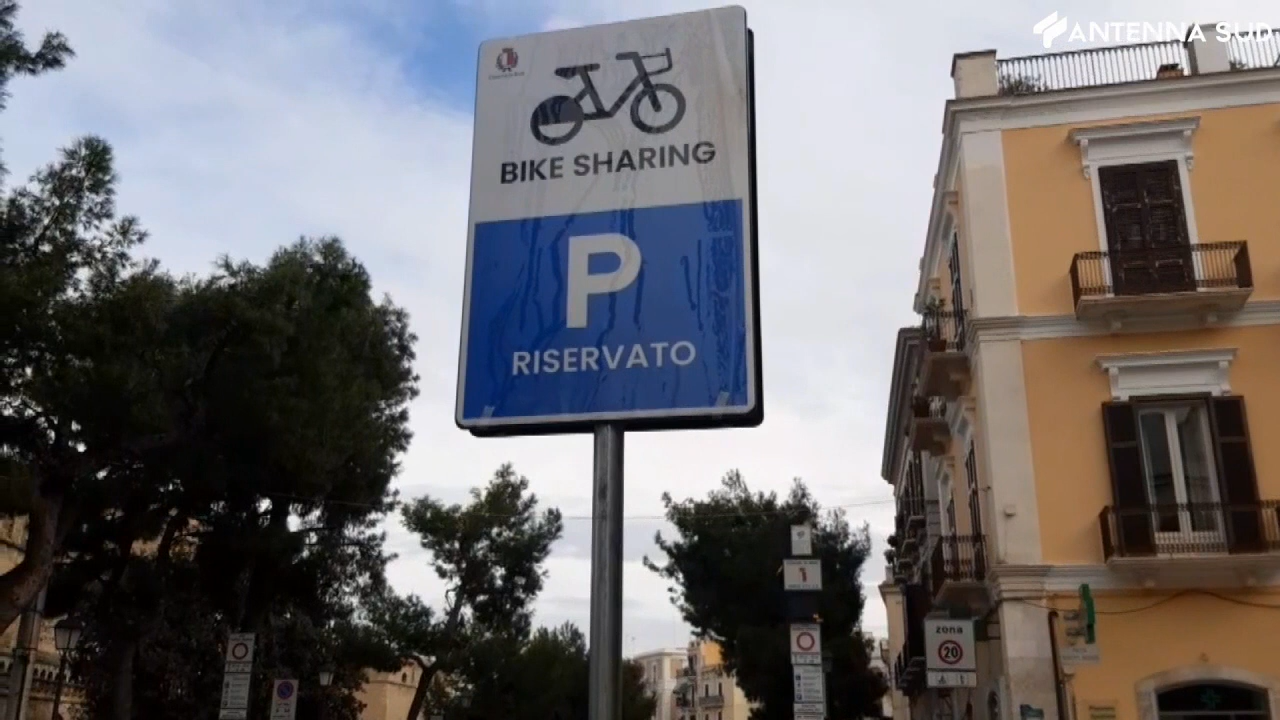 ANTENNA SUD
BIKE SHARING
P
RISERVATO
zona
20